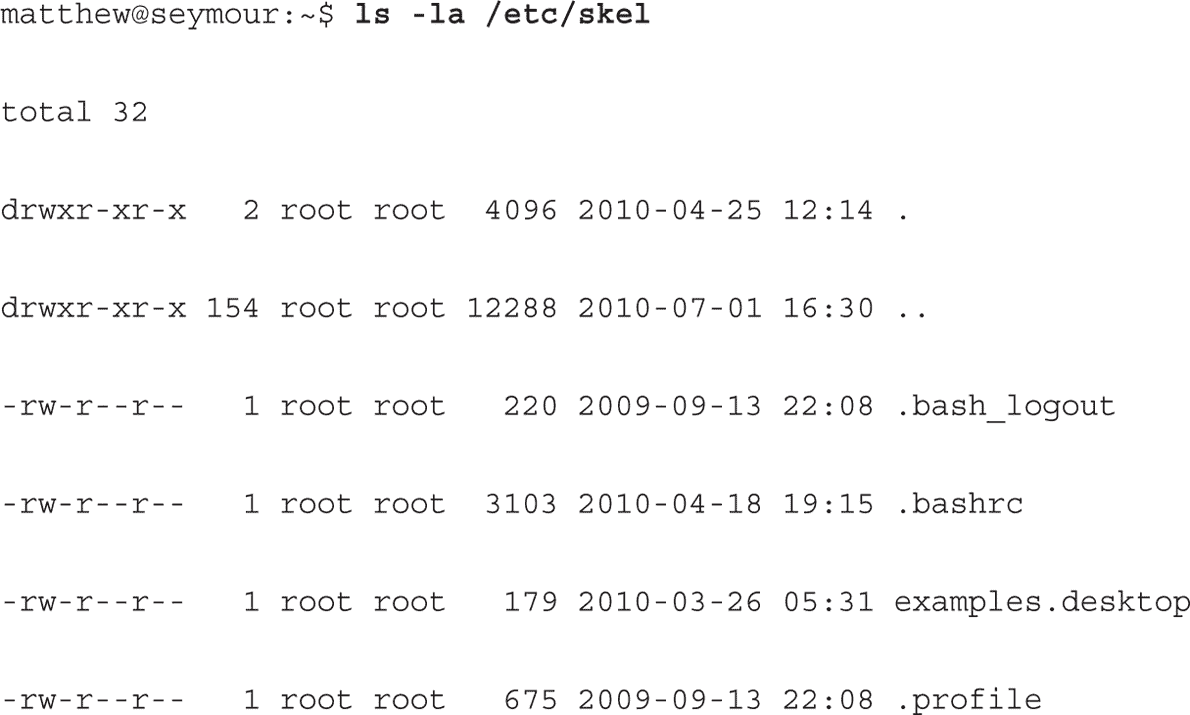 matthew@seymour:~$ ls -la /etc/skel
total 32
drwxr-xr-x   2 root root  4096 2010-04-25 12:14 .
drwxr-xr-x 154 root root 12288 2010-07-01 16:30 ..
-rw-r--r--   1 root root   220 2009-09-13 22:08 .bash_logout
-rw-r--r--   1 root root  3103 2010-04-18 19:15 .bashrc
-rw-r--r--   1 root root   179 2010-03-26 05:31 examples.desktop
-rw-r--r--   1 root root   675 2009-09-13 22:08 .profile